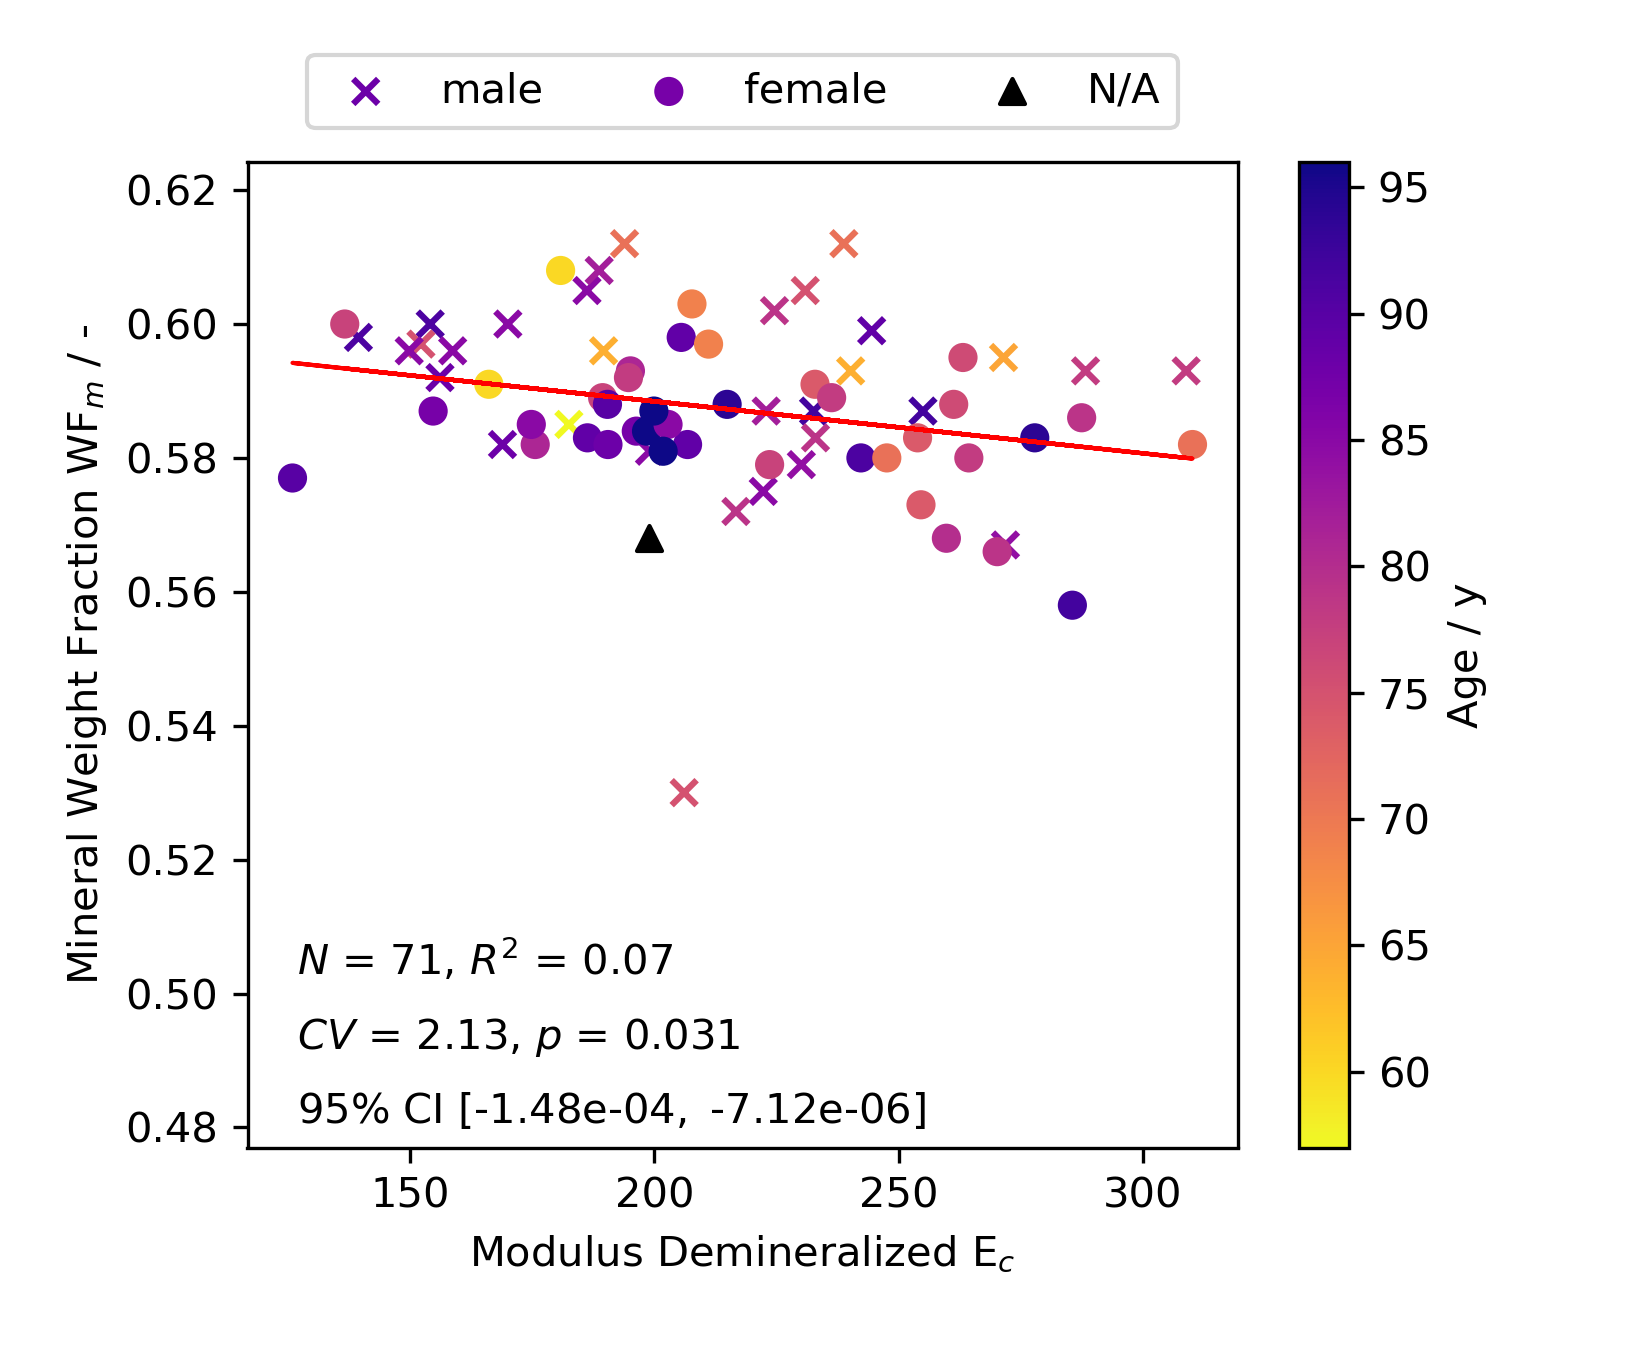 male female N/A
0.62
0.60
0.58
0.56
0.54
0.52
0.50
0.48
Mineral Weight Fraction WFₘ / -
N = 71, R² = 0.07
CV = 2.13, p = 0.031
95% CI [-1.48e-04, -7.12e-06]
150 200 250 300
Modulus Demineralized E_c
95
90
85
80
75
70
65
60
Age / y